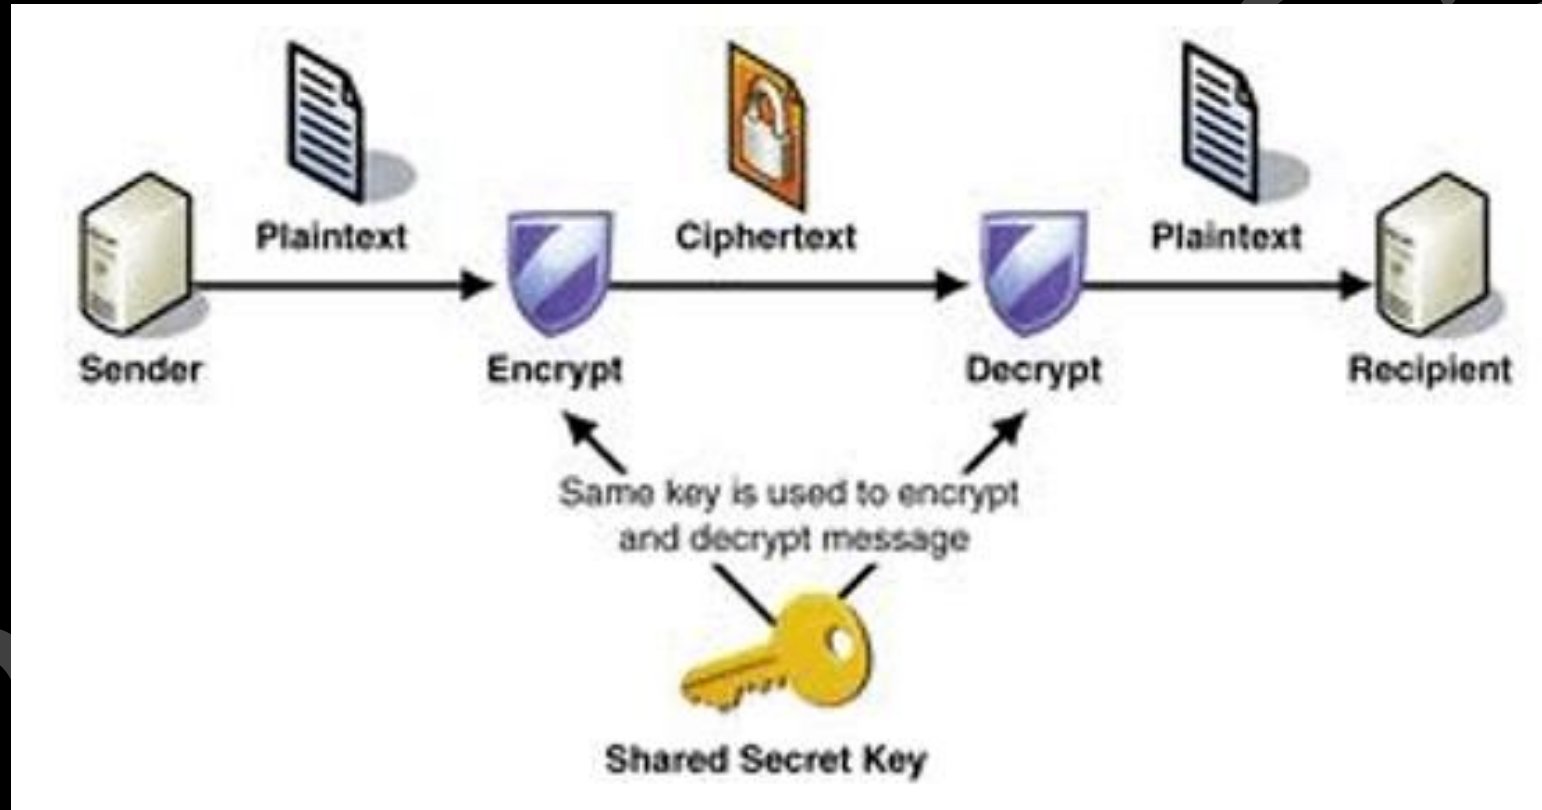 Plaintext
Ciphertext
Plaintext
Sender
Encrypt
Decrypt
Recipient
Same key is used to encrypt
and decrypt message
Shared Secret Key